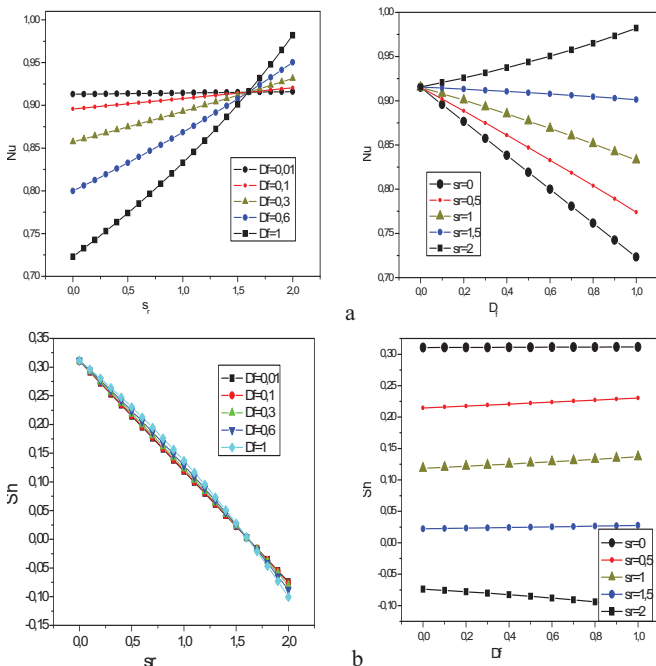 1,00
0,95
0,90
0,85
0,80
0,75
0,70
Nu
0,0
0,5
1,0
1,5
2,0
s_r
Df=0,01
Df=0,1
Df=0,3
Df=0,6
Df=1
1,00
0,95
0,90
0,85
0,80
0,75
0,70
Nu
0,0
0,2
0,4
0,6
0,8
1,0
D_f
sr=0
sr=0,5
sr=1
sr=1,5
sr=2
a
0,35
0,30
0,25
0,20
0,15
0,10
0,05
0,00
-0,05
-0,10
-0,15
Sh
0,0
0,5
1,0
1,5
2,0
sr
Df=0,01
Df=0,1
Df=0,3
Df=0,6
Df=1
0,30
0,25
0,20
0,15
0,10
0,05
0,00
-0,05
-0,10
Sh
0,0
0,2
0,4
0,6
0,8
1,0
Df
sr=0
sr=0,5
sr=1
sr=1,5
sr=2
b